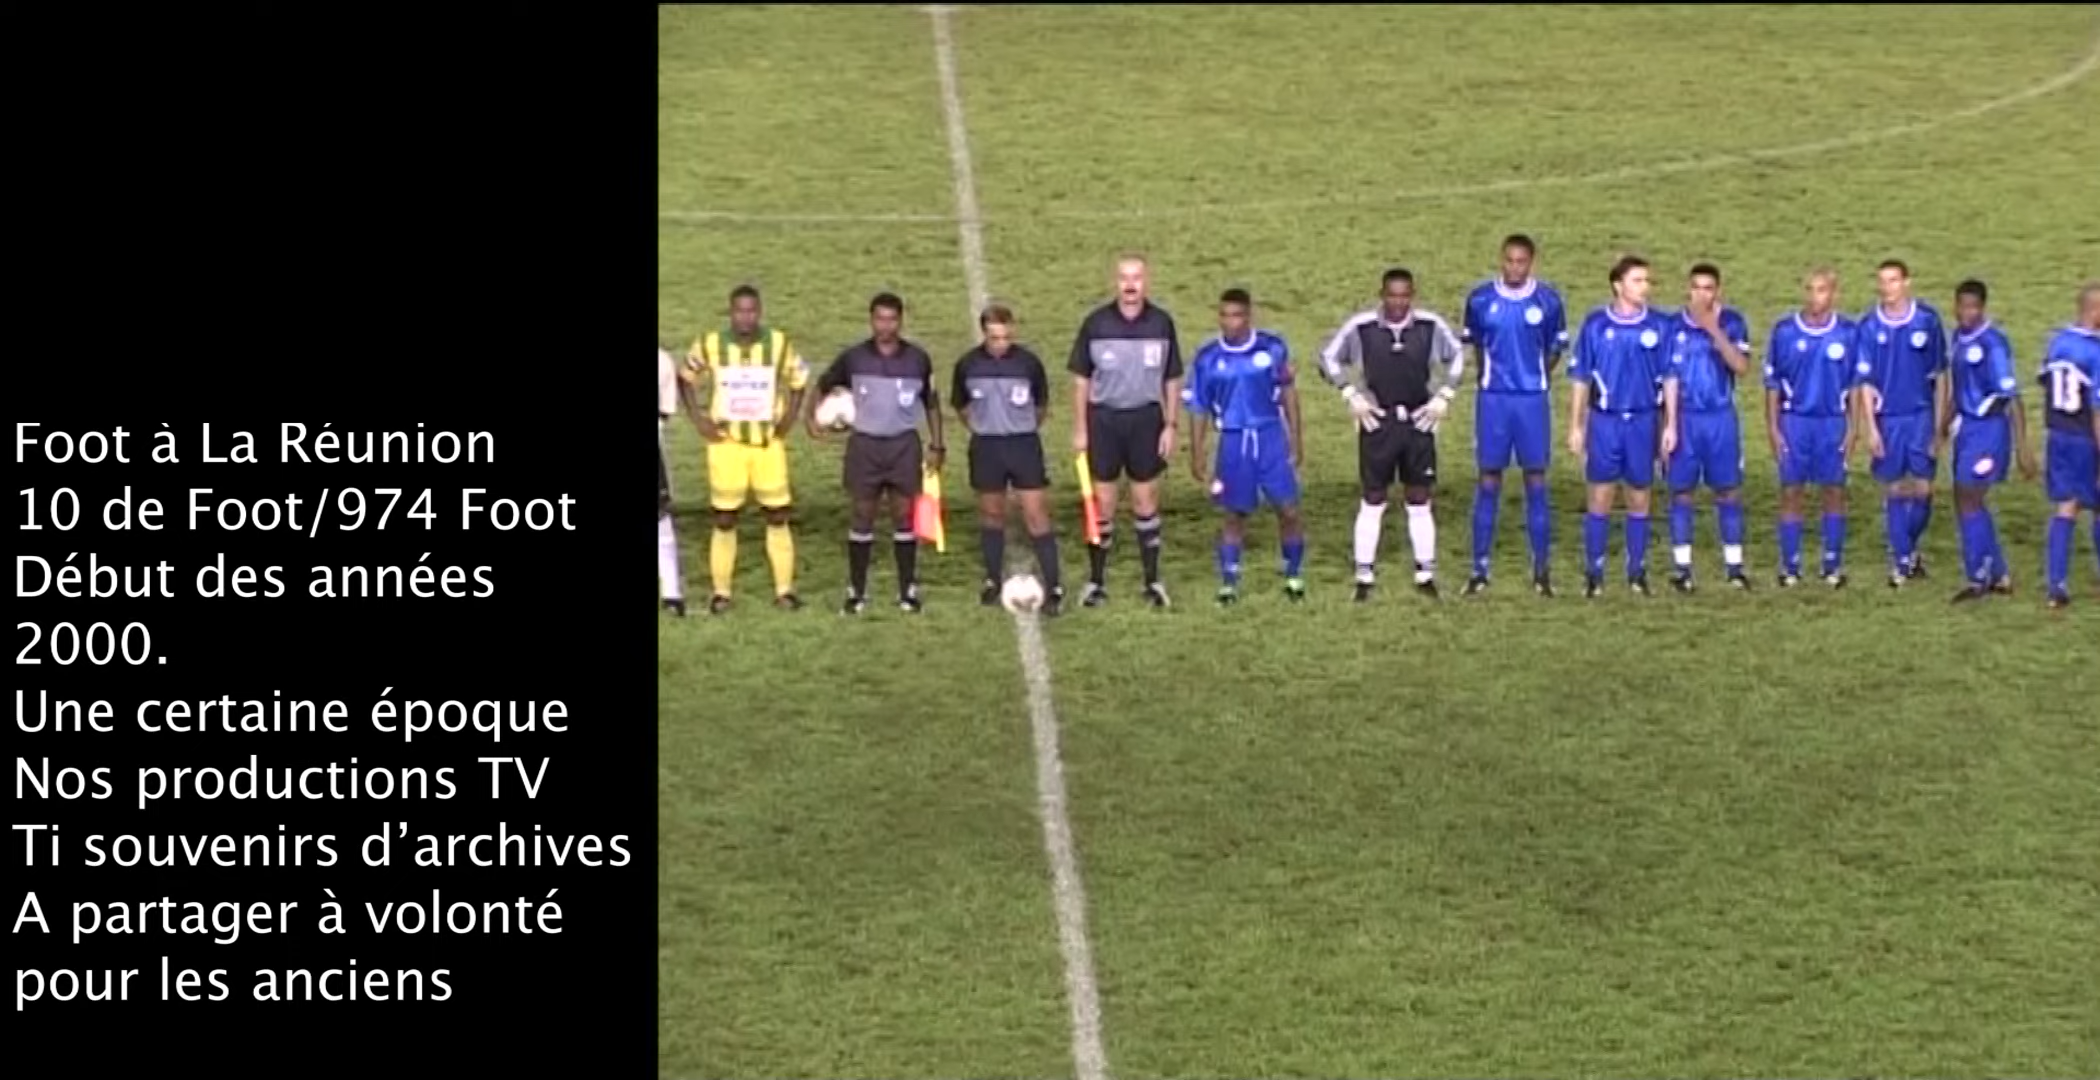 Foot à La Réunion
10 de Foot/974 Foot
Début des années
2000.
Une certaine époque
Nos productions TV
Ti souvenirs d’archives
A partager à volonté
pour les anciens
13